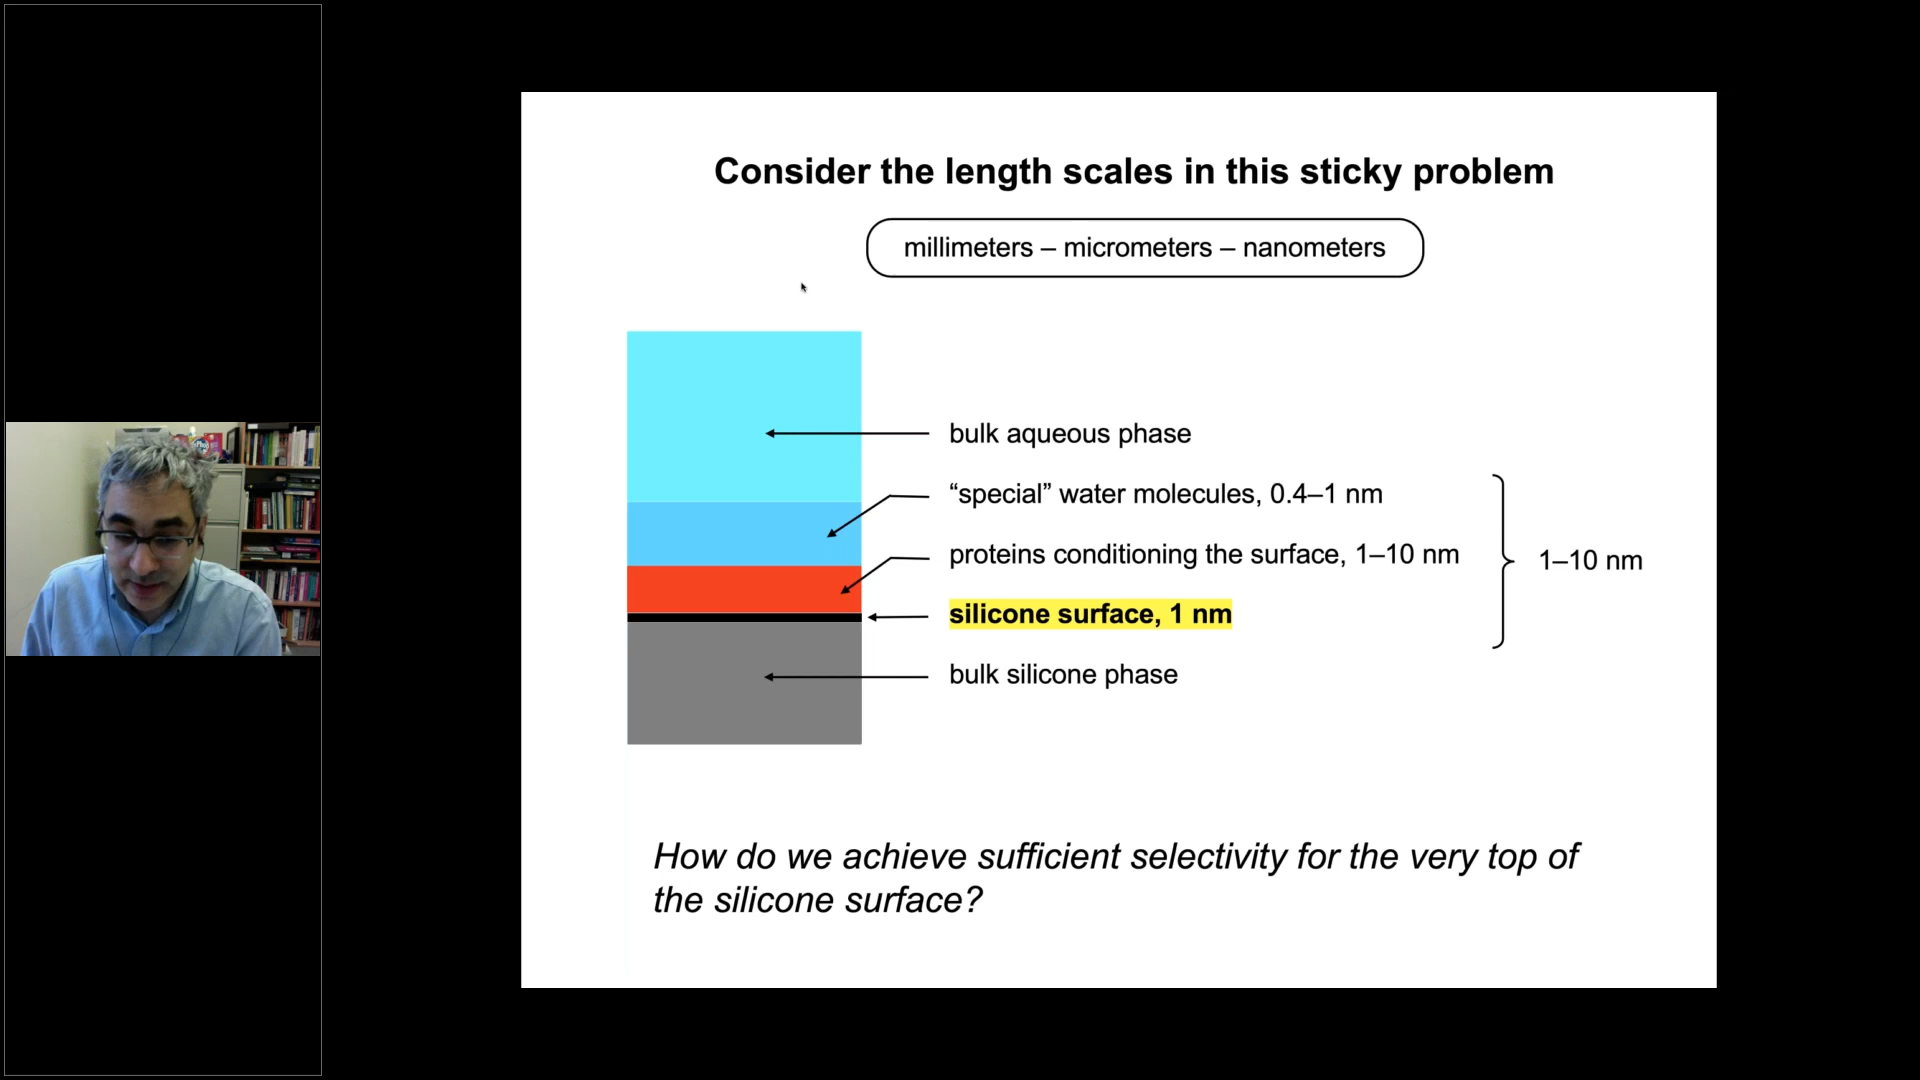 Consider the length scales in this sticky problem
millimeters – micrometers – nanometers
bulk aqueous phase
“special” water molecules, 0.4–1 nm
proteins conditioning the surface, 1–10 nm
1–10 nm
silicone surface, 1 nm
bulk silicone phase
How do we achieve sufficient selectivity for the very top of
the silicone surface?